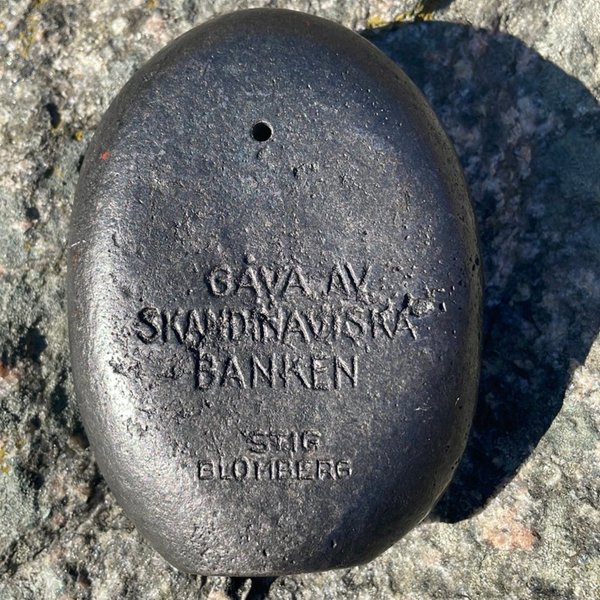 GÅVA AV
SKANDINAVISKA
BANKEN
STIG
BLOMBERG